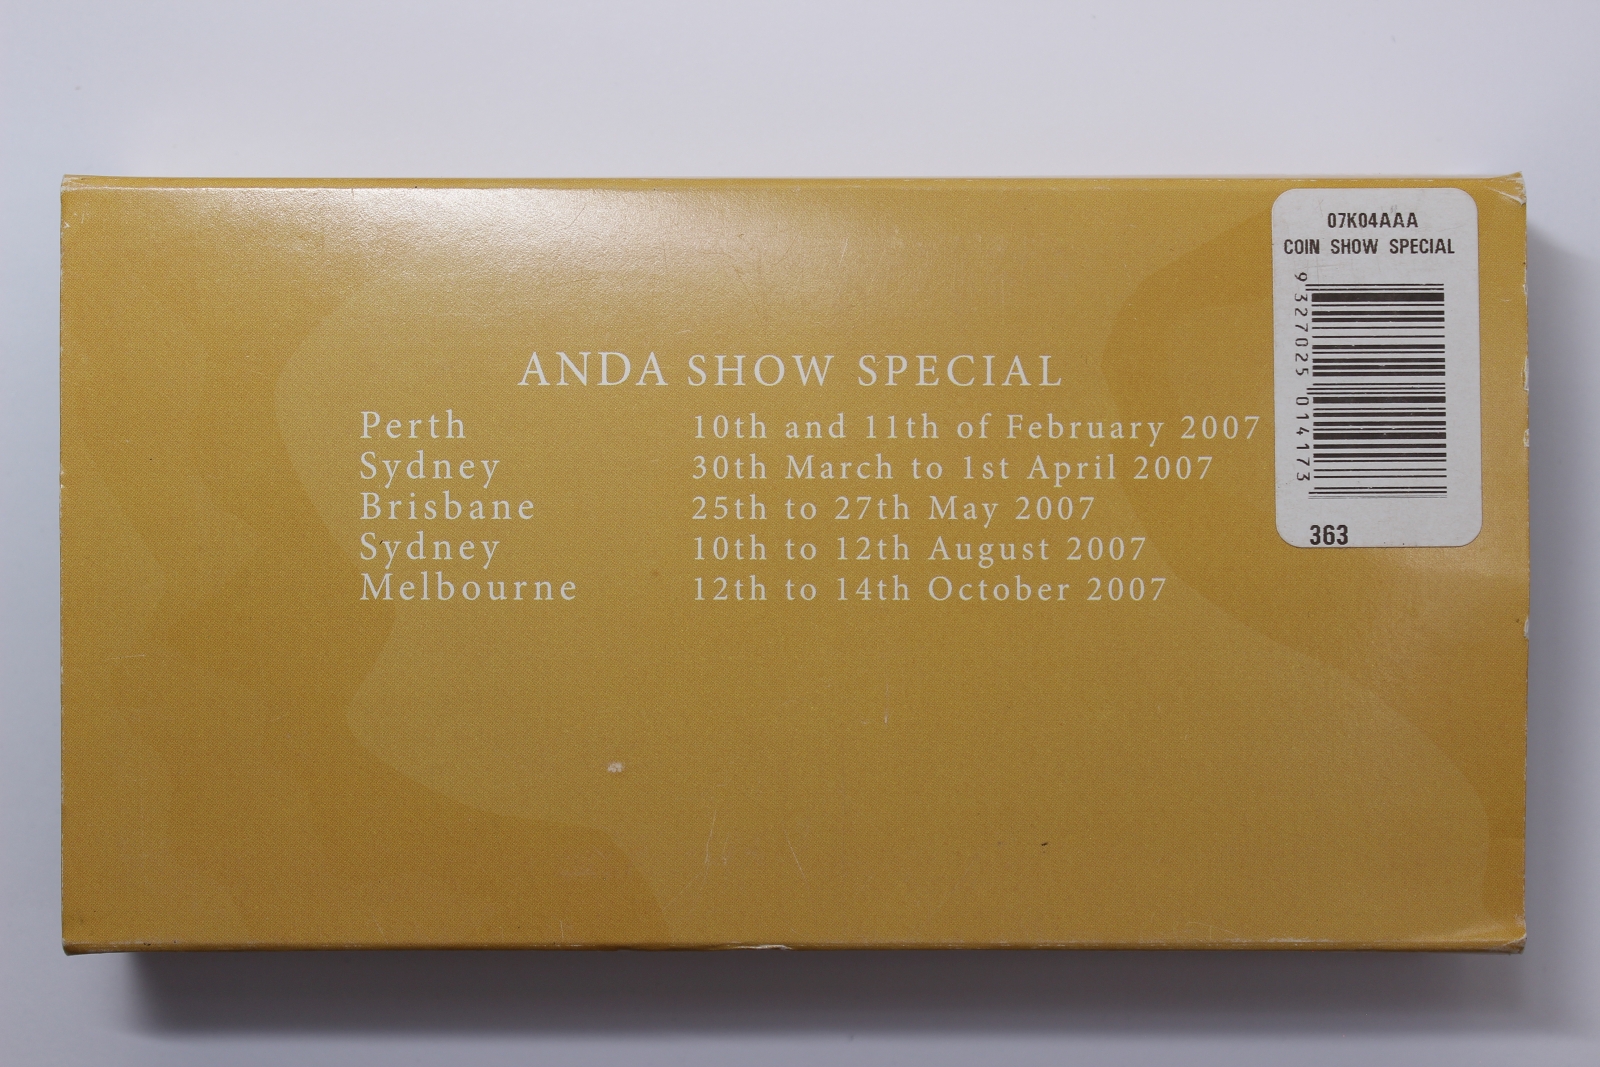 07K04AAA
COIN SHOW SPECIAL
9 327025 014173
363
ANDA SHOW SPECIAL
Perth 10th and 11th of February 2007
Sydney 30th March to 1st April 2007
Brisbane 25th to 27th May 2007
Sydney 10th to 12th August 2007
Melbourne 12th to 14th October 2007